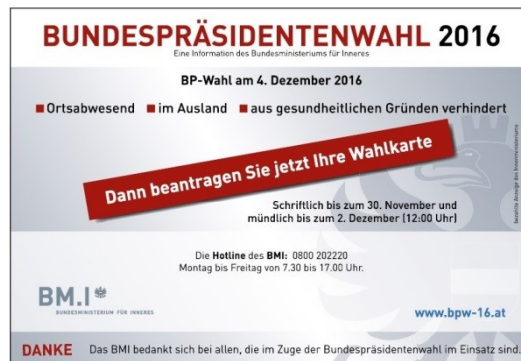 BUNDESPRÄSIDENTENWAHL 2016
Eine Information des Bundesministeriums für Inneres
BP-Wahl am 4. Dezember 2016
Ortsabwesend im Ausland aus gesundheitlichen Gründen verhindert
Dann beantragen Sie jetzt Ihre Wahlkarte
Schriftlich bis zum 30. November und
mündlich bis zum 2. Dezember (12:00 Uhr)
Bezahlte Anzeige des Innenministeriums
Die Hotline des BMI: 0800 202220
Montag bis Freitag von 7.30 bis 17.00 Uhr.
BM.I
BUNDESMINISTERIUM FÜR INNERES
www.bpw-16.at
DANKE Das BMI bedankt sich bei allen, die im Zuge der Bundespräsidentenwahl im Einsatz sind.